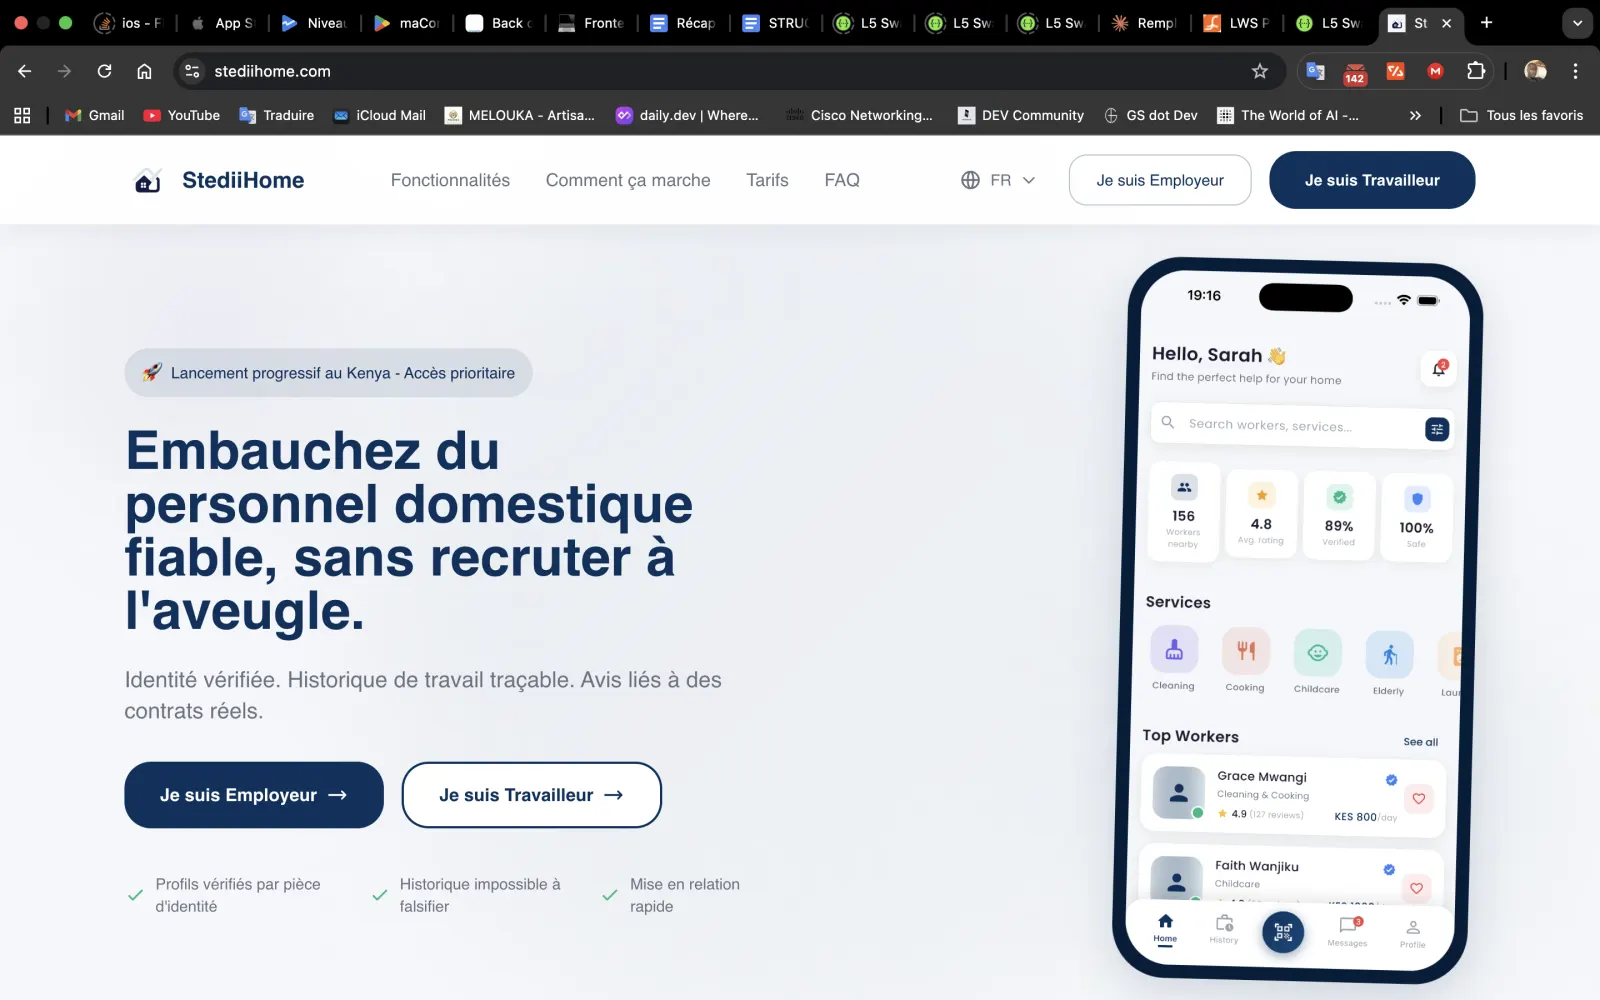 ios - F
App S
Niveau
maCon
Back
Fronte
Récap
STRUC
L5 Sw
L5 Sw
L5 Sw
Rempl
LWS P
L5 Sw
St
stediihome.com
142
Gmail
YouTube
Traduire
iCloud Mail
MELOUKA - Artisa...
daily.dev | Where...
Cisco Networking...
DEV Community
GS dot Dev
The World of AI -...
Tous les favoris
StediiHome
Fonctionnalités
Comment ça marche
Tarifs
FAQ
FR
Je suis Employeur
Je suis Travailleur
🚀 Lancement progressif au Kenya - Accès prioritaire
Embauchez du
personnel domestique
fiable, sans recruter à
l'aveugle.
Identité vérifiée. Historique de travail traçable. Avis liés à des
contrats réels.
Je suis Employeur →
Je suis Travailleur →
Profils vérifiés par pièce
d'identité
Historique impossible à
falsifier
Mise en relation
rapide
19:16
Hello, Sarah 👋
2
Find the perfect help for your home
Search workers, services...
156
Workers
nearby
4.8
Avg. rating
89%
Verified
100%
Safe
Services
Cleaning
Cooking
Childcare
Elderly
Laun
Top Workers
See all
Grace Mwangi
Cleaning & Cooking
4.9 (127 reviews)
KES 800/day
Faith Wanjiku
Childcare
Home
History
3
Messages
Profile